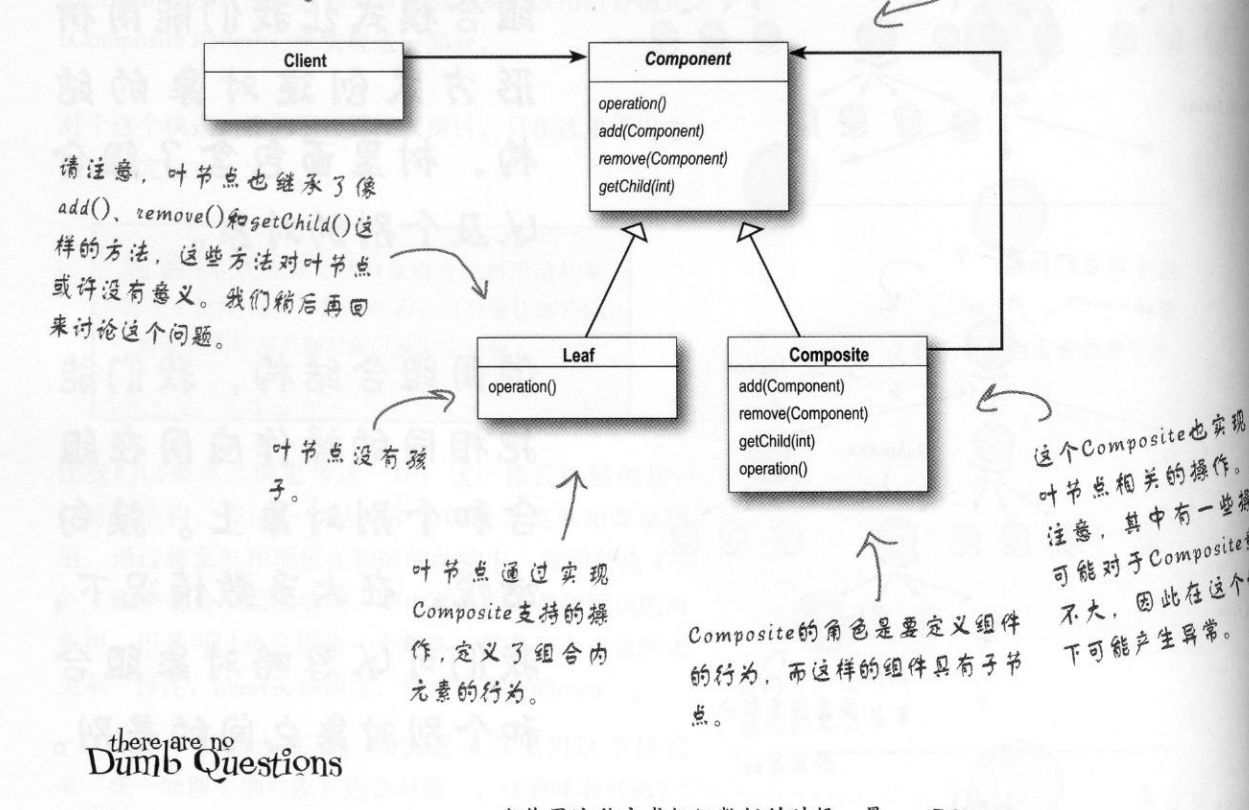 Client
Component
operation()
add(Component)
remove(Component)
getChild(int)
请注意，叶节点也继承了像
add()、remove()和getChild()这
样的方法，这些方法对叶节点
或许没有意义。我们稍后再回
来讨论这个问题。
Leaf
operation()
Composite
add(Component)
remove(Component)
getChild(int)
operation()
叶节点没有孩
子。
叶节点通过实现
Composite支持的操
作，定义了组合内
元素的行为。
Composite的角色是要定义组件
的行为，而这样的组件具有子节
点。
这个Composite也实现
叶节点相关的操作。
注意，其中有一些操
可能对于Composite
不大，因此在这个
下可能产生异常。
there are no
Dumb Questions